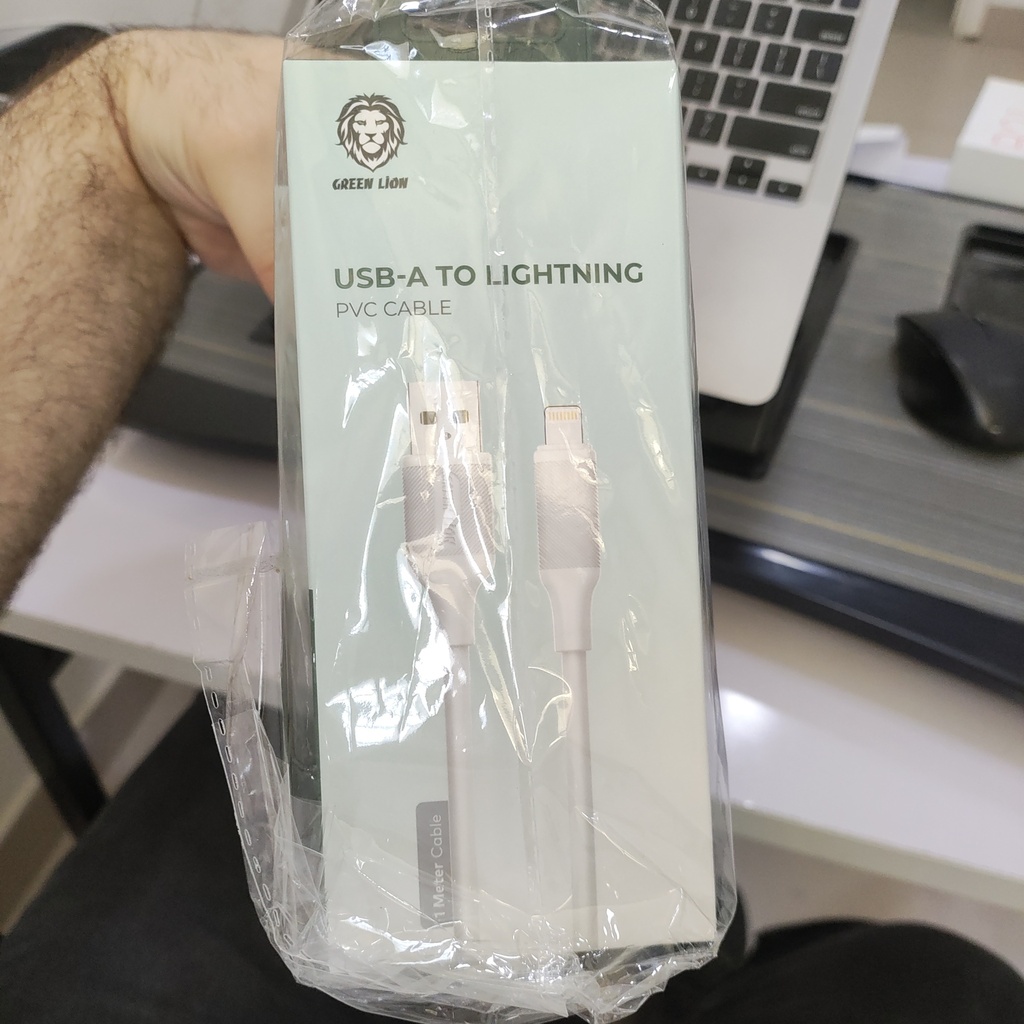 GREEN LION
USB-A TO LIGHTNING
PVC CABLE
1 Meter Cable